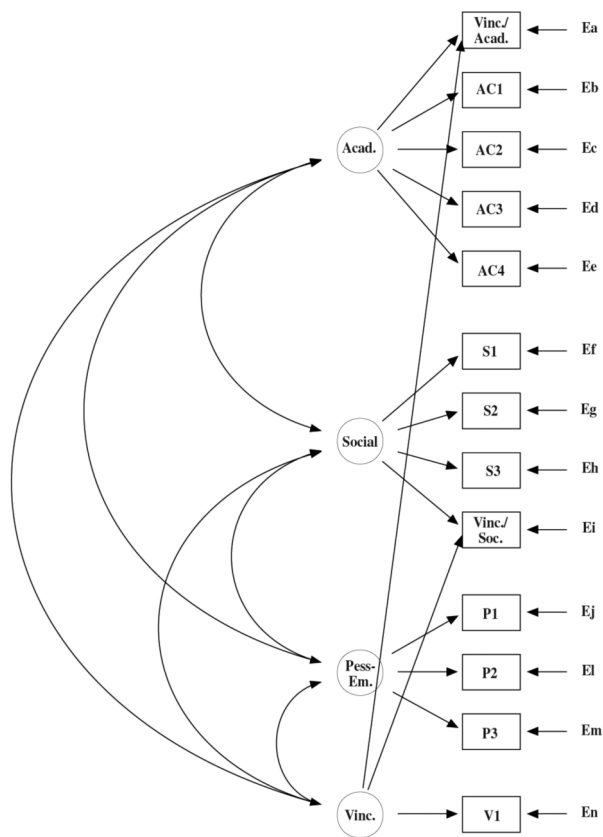 Vinc./
Acad.
Ea
AC1
Eb
Acad.
AC2
Ec
AC3
Ed
AC4
Ee
S1
Ef
S2
Eg
Social
S3
Eh
Vinc./
Soc.
Ei
P1
Ej
Pess-
Em.
P2
El
P3
Em
Vinc.
V1
En